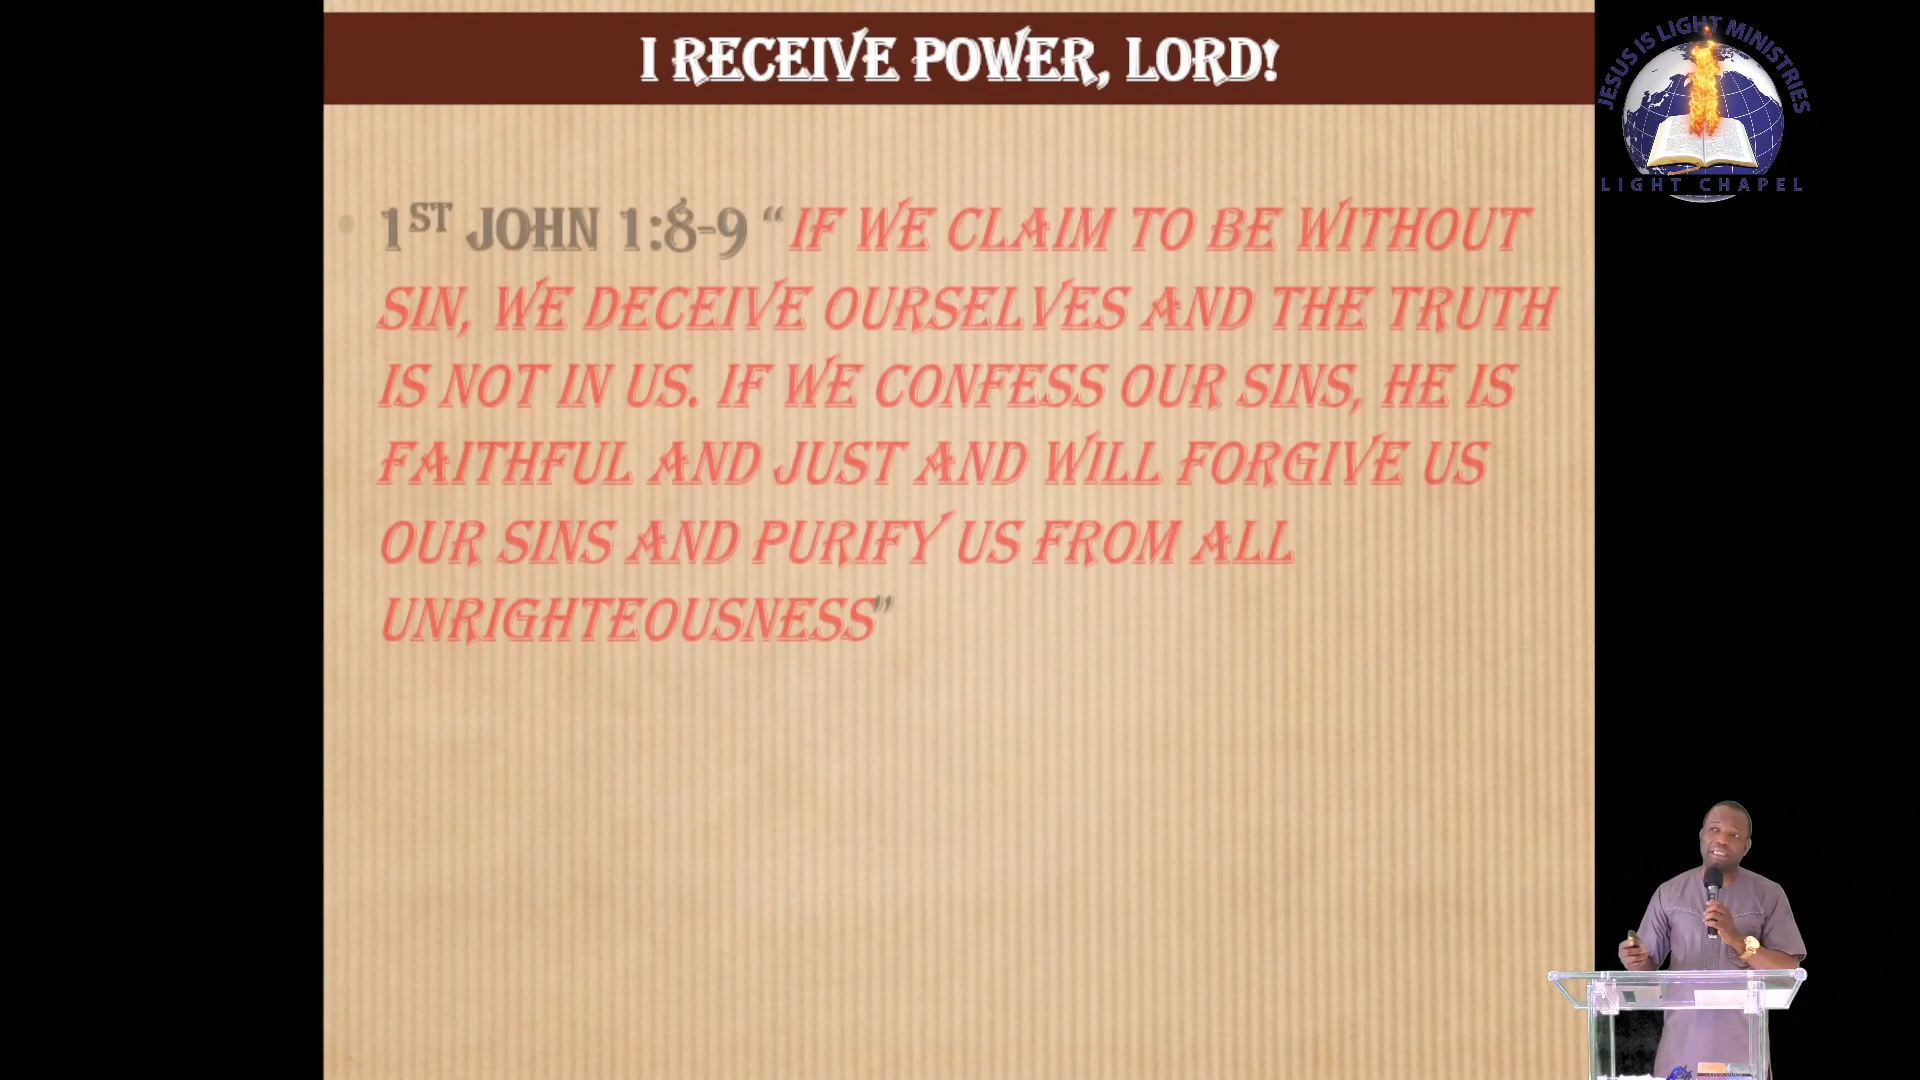 I RECEIVE POWER, LORD!
JESUS IS LIGHT MINISTRIES
LIGHT CHAPEL
1ST JOHN 1:8-9 “IF WE CLAIM TO BE WITHOUT
SIN, WE DECEIVE OURSELVES AND THE TRUTH
IS NOT IN US. IF WE CONFESS OUR SINS, HE IS
FAITHFUL AND JUST AND WILL FORGIVE US
OUR SINS AND PURIFY US FROM ALL
UNRIGHTEOUSNESS”